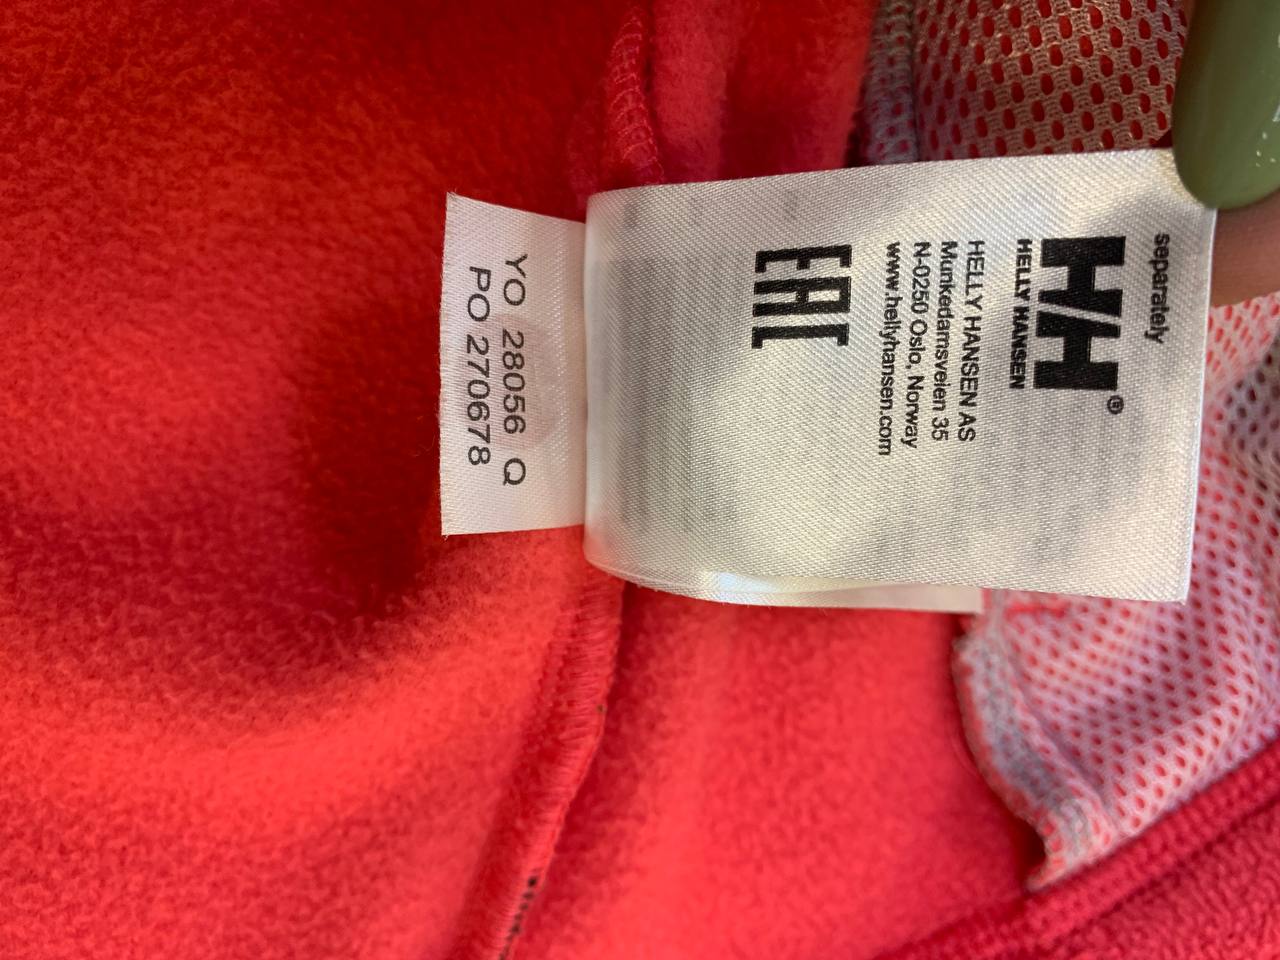 separately
H/H®
HELLY HANSEN
HELLY HANSEN AS
Munkedamsveien 35
N-0250 Oslo, Norway
www.hellyhansen.com
EAC
YO 28056 Q
PO 270678